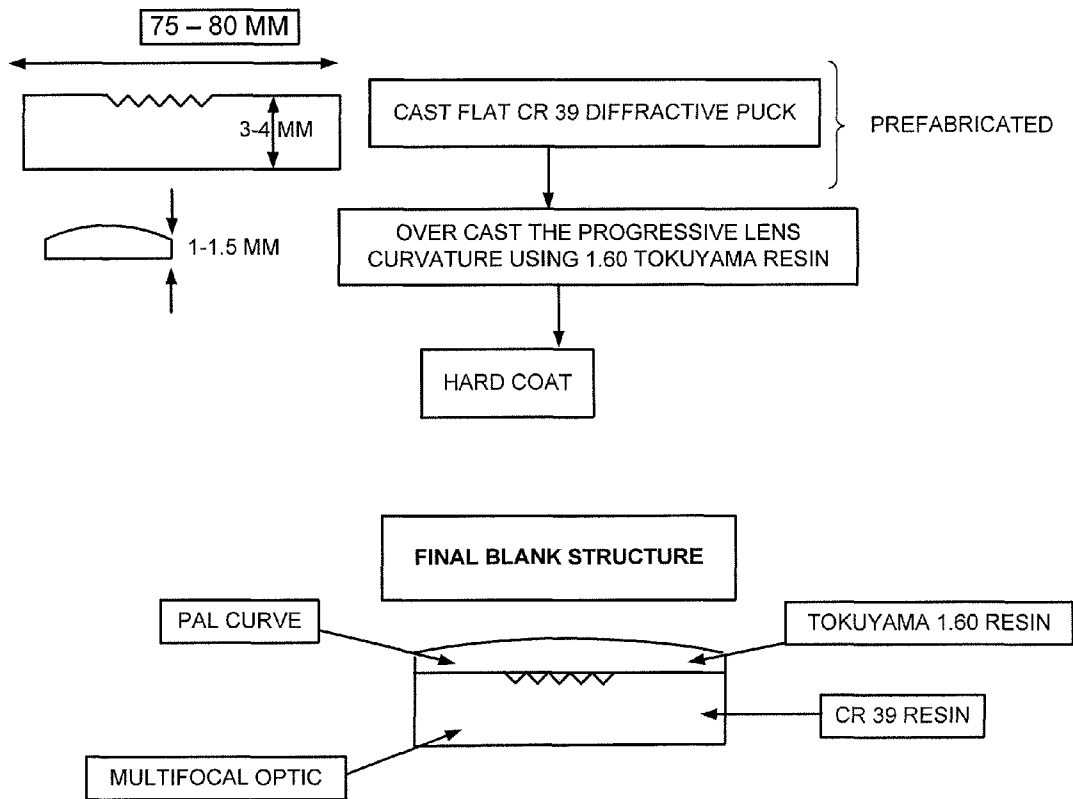 75 – 80 MM
3-4 MM
CAST FLAT CR 39 DIFFRACTIVE PUCK
PREFABRICATED
1-1.5 MM
OVER CAST THE PROGRESSIVE LENS
CURVATURE USING 1.60 TOKUYAMA RESIN
HARD COAT
FINAL BLANK STRUCTURE
PAL CURVE
TOKUYAMA 1.60 RESIN
CR 39 RESIN
MULTIFOCAL OPTIC